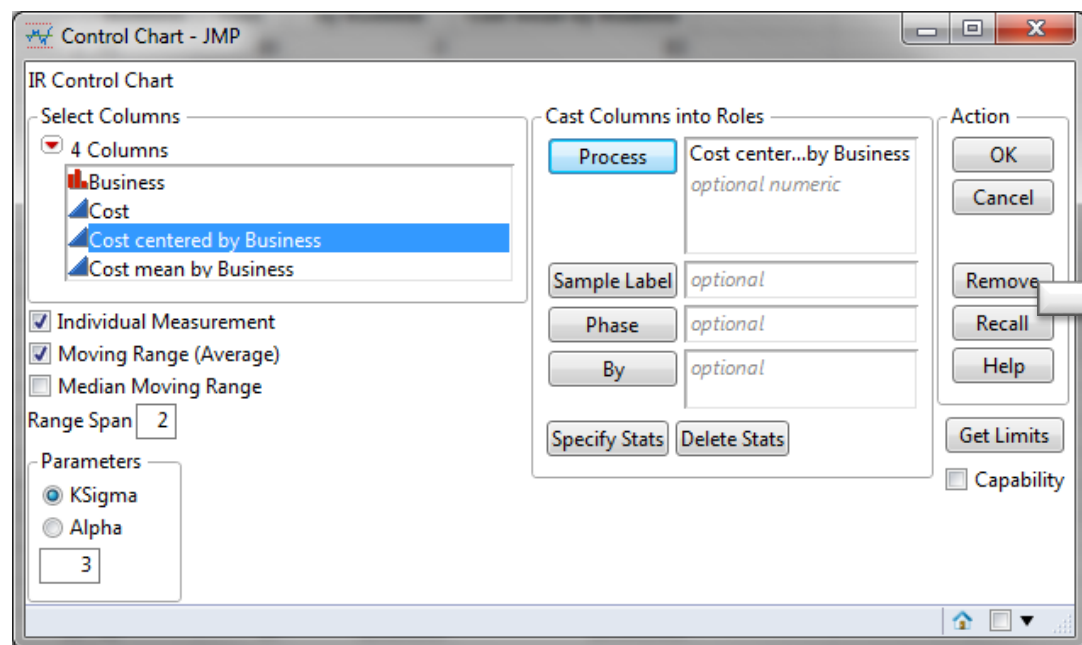 Control Chart - JMP
IR Control Chart
Select Columns
4 Columns
Business
Cost
Cost centered by Business
Cost mean by Business
Individual Measurement
Moving Range (Average)
Median Moving Range
Range Span 2
Parameters
KSigma
Alpha
3
Cast Columns into Roles
Process
Cost center...by Business
optional numeric
Sample Label optional
Phase optional
By optional
Specify Stats Delete Stats
Action
OK
Cancel
Remove
Recall
Help
Get Limits
Capability